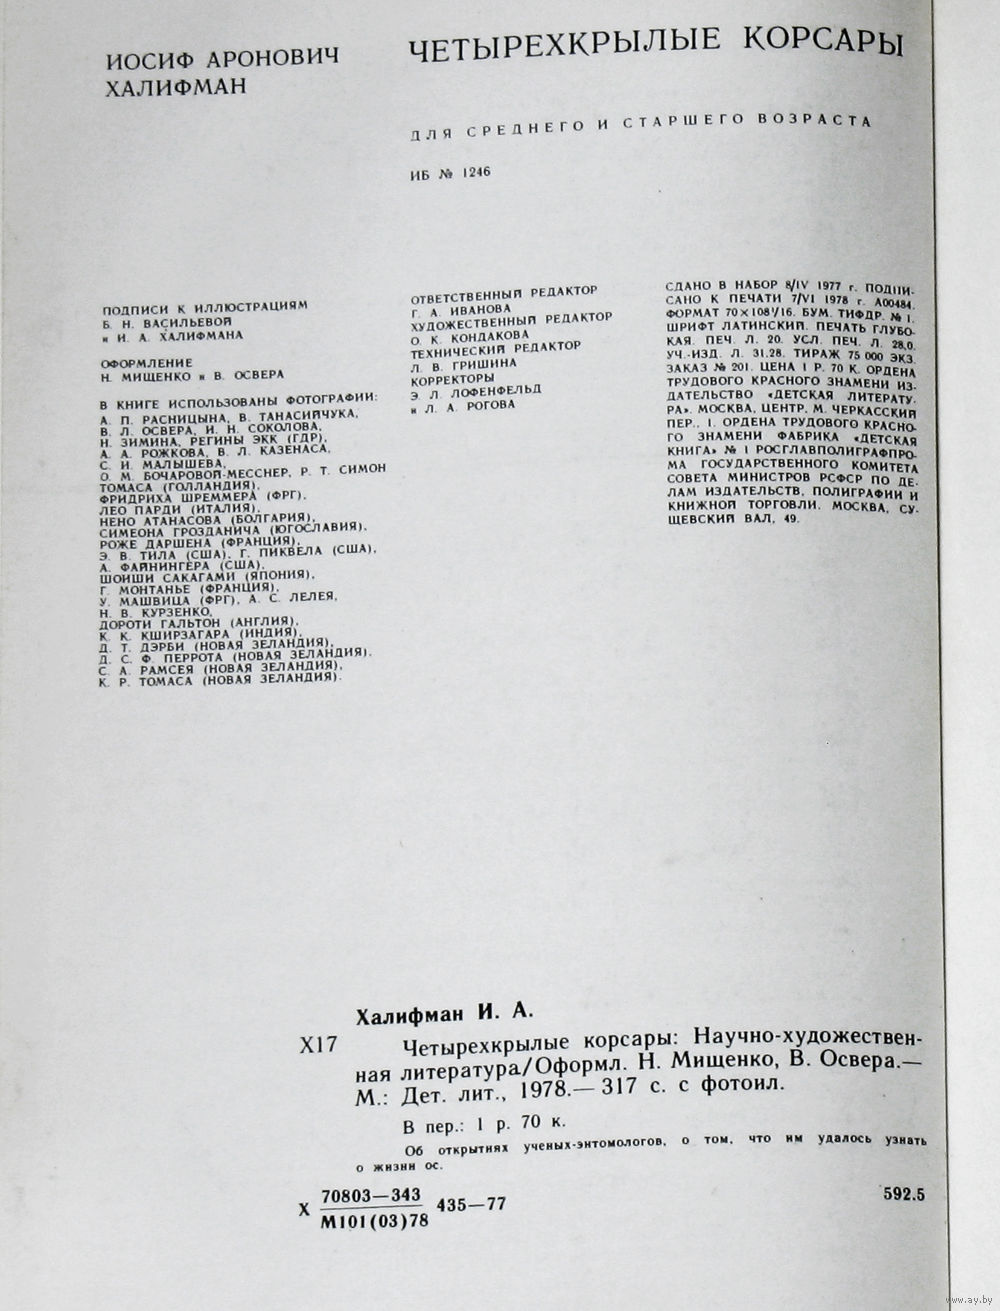 ИОСИФ АРОНОВИЧ
ХАЛИФМАН
ЧЕТЫРЕХКРЫЛЫЕ КОРСАРЫ
ДЛЯ СРЕДНЕГО И СТАРШЕГО ВОЗРАСТА
ИБ № 1246
ПОДПИСИ К ИЛЛЮСТРАЦИЯМ
Б. Н. ВАСИЛЬЕВОЙ
и И. А. ХАЛИФМАНА
ОФОРМЛЕНИЕ
Н. МИЩЕНКО и В. ОСВЕРА
В КНИГЕ ИСПОЛЬЗОВАНЫ ФОТОГРАФИИ:
А. П. РАСНИЦЫНА, В. ТАНАСИЙЧУКА,
В. Л. ОСВЕРА, И. Н. СОКОЛОВА,
Н. ЗИМИНА, РЕГИНЫ ЭКК (ГДР),
А. А. РОЖКОВА, В. Л. КАЗЕНАСА,
С. И. МАЛЫШЕВА,
О. М. БОЧАРОВОЙ-МЕССНЕР, Р. Т. СИМОН
ТОМАСА (ГОЛЛАНДИЯ),
ФРИДРИХА ШРЕММЕРА (ФРГ),
ЛЕО ПАРДИ (ИТАЛИЯ),
НЕНО АТАНАСОВА (БОЛГАРИЯ),
СИМЕОНА ГРОЗДАНИЧА (ЮГОСЛАВИЯ),
РОЖЕ ДАРШЕНА (ФРАНЦИЯ),
Э. В. ТИЛА (США), Г. ПИКВЕЛА (США),
А. ФАЙНИНГЕРА (США),
ШОИШИ САКАГАМИ (ЯПОНИЯ),
Г. МОНТАНЬЕ (ФРАНЦИЯ),
У. МАШВИЦА (ФРГ), А. С. ЛЕЛЕЯ,
Н. В. КУРЗЕНКО,
ДОРОТИ ГАЛЬТОН (АНГЛИЯ),
К. К. КШИРЗАГАРА (ИНДИЯ),
Д. Т. ДЭРБИ (НОВАЯ ЗЕЛАНДИЯ),
Д. С. Ф. ПЕРРОТА (НОВАЯ ЗЕЛАНДИЯ),
С. А. РАМСЕЯ (НОВАЯ ЗЕЛАНДИЯ),
К. Р. ТОМАСА (НОВАЯ ЗЕЛАНДИЯ).
ОТВЕТСТВЕННЫЙ РЕДАКТОР
Г. А. ИВАНОВА
ХУДОЖЕСТВЕННЫЙ РЕДАКТОР
О. К. КОНДАКОВА
ТЕХНИЧЕСКИЙ РЕДАКТОР
Л. В. ГРИШИНА
КОРРЕКТОРЫ
Э. Л. ЛОФЕНФЕЛЬД
и Л. А. РОГОВА
СДАНО В НАБОР 8/IV 1977 г. ПОДПИ-
САНО К ПЕЧАТИ 7/VI 1978 г. А00484.
ФОРМАТ 70×108¹/16. БУМ. ТИФДР. № 1.
ШРИФТ ЛАТИНСКИЙ. ПЕЧАТЬ ГЛУБО-
КАЯ. ПЕЧ. Л. 20. УСЛ. ПЕЧ. Л. 28,0.
УЧ.-ИЗД. Л. 31,28. ТИРАЖ 75 000 ЭКЗ.
ЗАКАЗ № 201. ЦЕНА 1 Р. 70 К. ОРДЕНА
ТРУДОВОГО КРАСНОГО ЗНАМЕНИ ИЗ-
ДАТЕЛЬСТВО «ДЕТСКАЯ ЛИТЕРАТУ-
РА». МОСКВА, ЦЕНТР, М. ЧЕРКАССКИЙ
ПЕР., 1. ОРДЕНА ТРУДОВОГО КРАСНО-
ГО ЗНАМЕНИ ФАБРИКА «ДЕТСКАЯ
КНИГА» № 1 РОСГЛАВПОЛИГРАФПРО-
МА ГОСУДАРСТВЕННОГО КОМИТЕТА
СОВЕТА МИНИСТРОВ РСФСР ПО ДЕ-
ЛАМ ИЗДАТЕЛЬСТВ, ПОЛИГРАФИИ И
КНИЖНОЙ ТОРГОВЛИ. МОСКВА, СУ-
ЩЕВСКИЙ ВАЛ, 49.
Халифман И. А.
Х17 Четырехкрылые корсары: Научно-художествен-
ная литература/Оформл. Н. Мищенко, В. Освера.—
М.: Дет. лит., 1978.— 317 с. с фотоил.
В пер.: 1 р. 70 к.
Об открытиях ученых-энтомологов, о том, что им удалось узнать
о жизни ос.
70803—343
Х 435—77
М101(03)78
592.5
www.ay.by